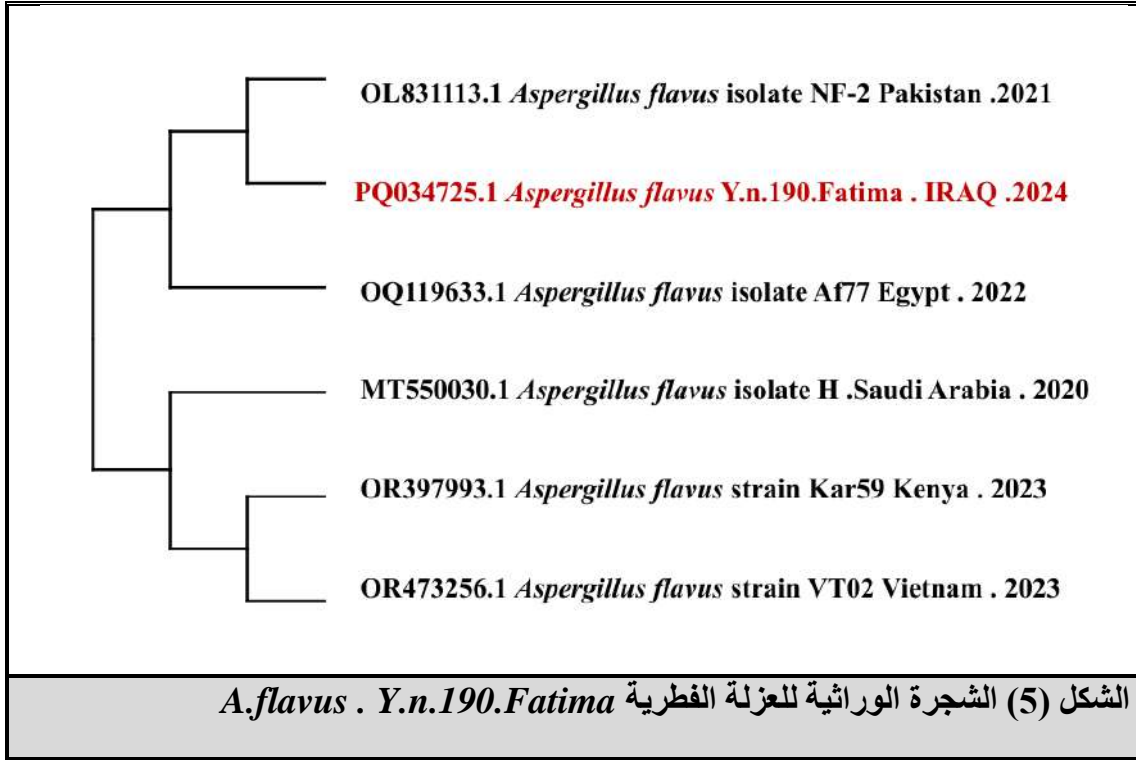 OL831113.1 Aspergillus flavus isolate NF-2 Pakistan .2021
PQ034725.1 Aspergillus flavus Y.n.190.Fatima . IRAQ .2024
OQ119633.1 Aspergillus flavus isolate Af77 Egypt . 2022
MT550030.1 Aspergillus flavus isolate H .Saudi Arabia . 2020
OR397993.1 Aspergillus flavus strain Kar59 Kenya . 2023
OR473256.1 Aspergillus flavus strain VT02 Vietnam . 2023
الشكل (5) الشجرة الوراثية للعزلة الفطرية A.flavus . Y.n.190.Fatima